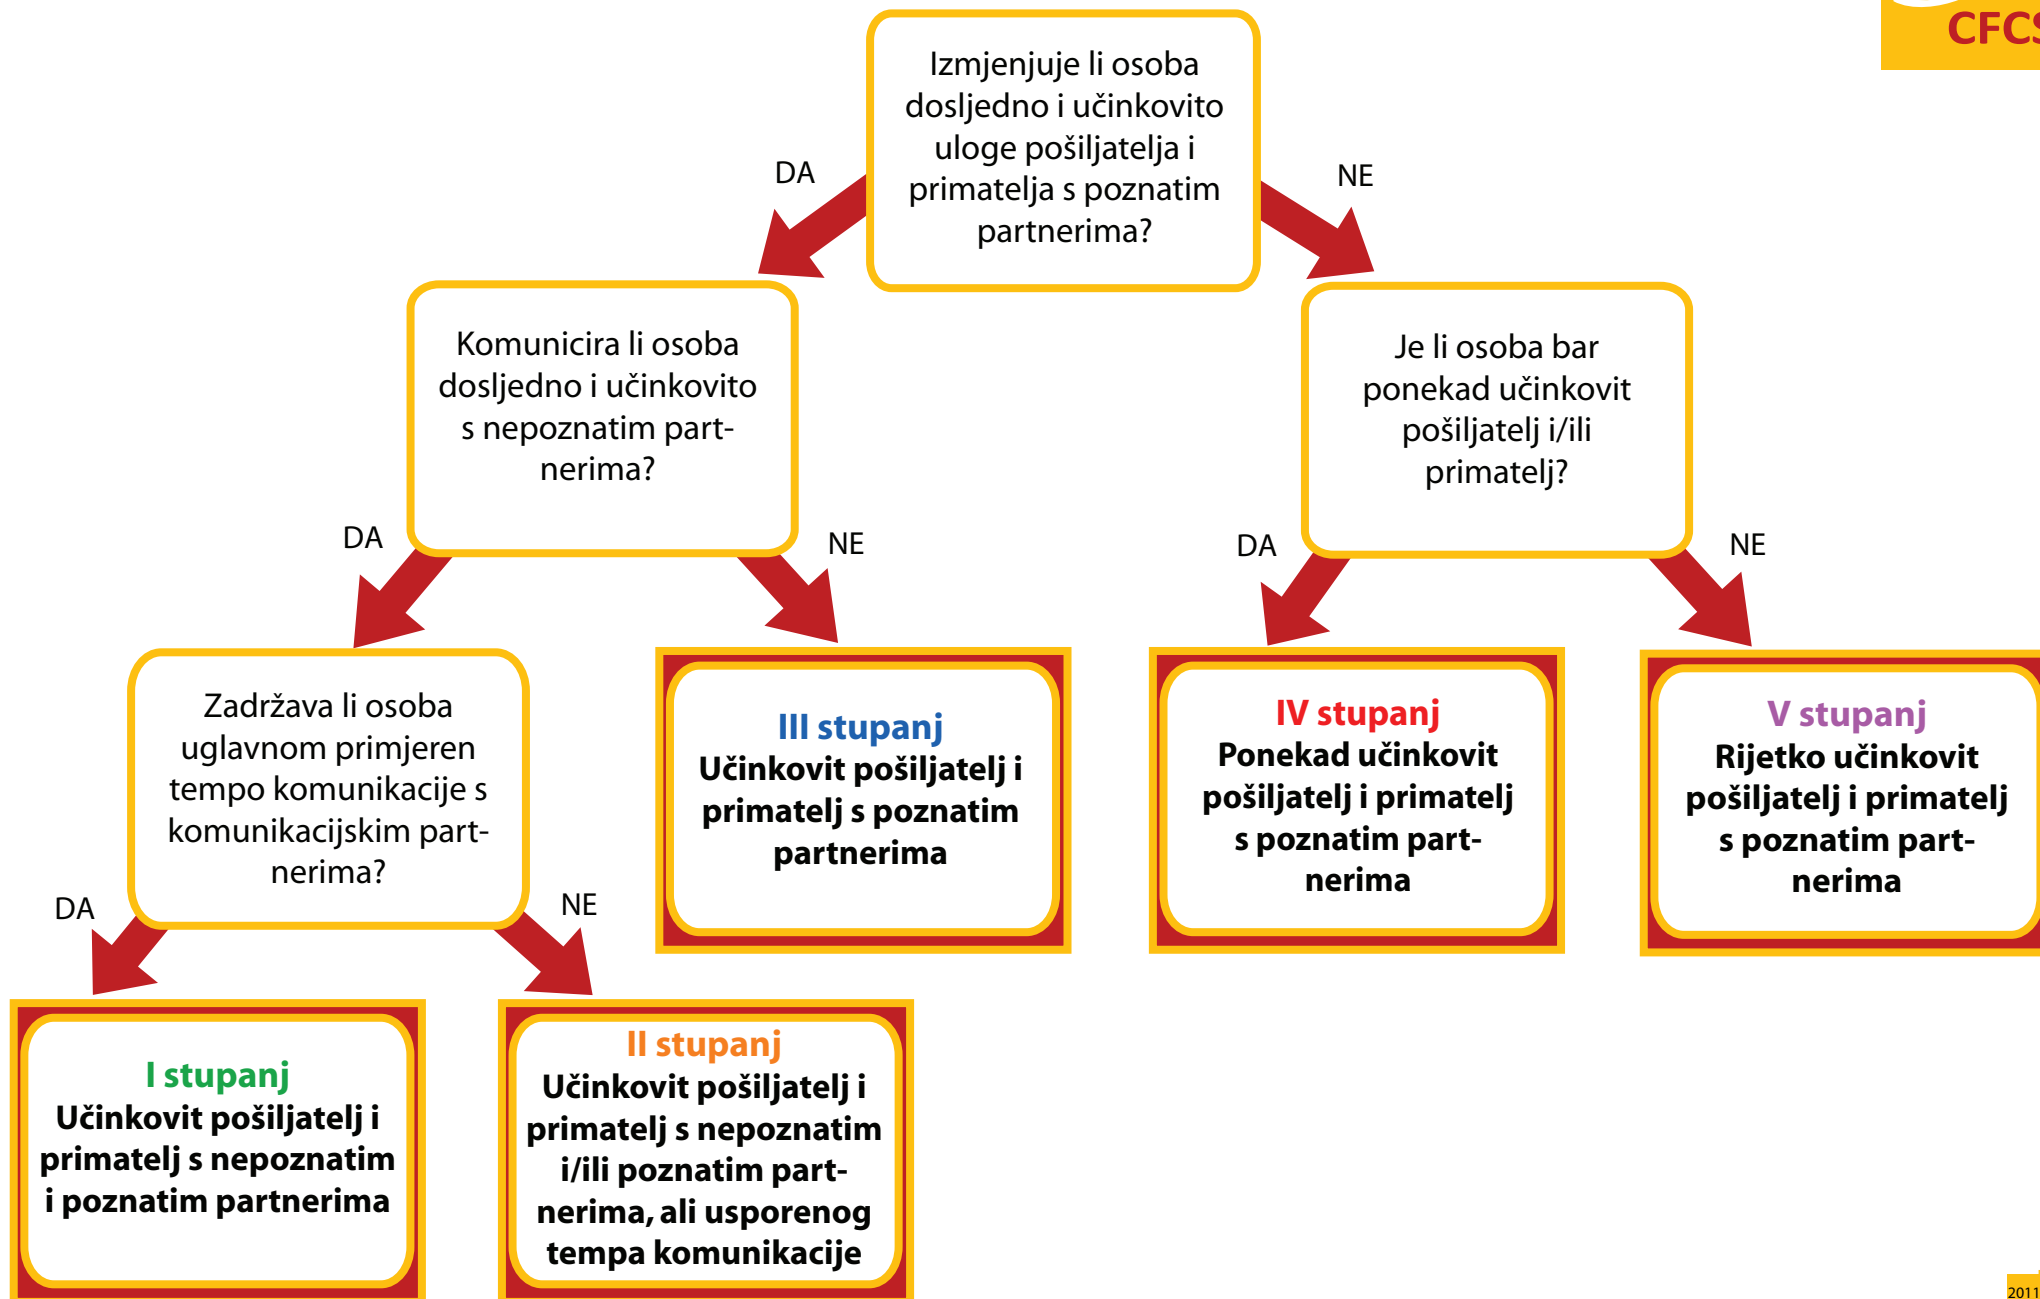 CFCS
Izmjenjuje li osoba
dosljedno i učinkovito
uloge pošiljatelja i
primatelja s poznatim
partnerima?
DA
NE
Komunicira li osoba
dosljedno i učinkovito
s nepoznatim part-
nerima?
Je li osoba bar
ponekad učinkovit
pošiljatelj i/ili
primatelj?
DA
NE
DA
NE
Zadržava li osoba
uglavnom primjeren
tempo komunikacije s
komunikacijskim part-
nerima?
III stupanj
Učinkovit pošiljatelj i
primatelj s poznatim
partnerima
IV stupanj
Ponekad učinkovit
pošiljatelj i primatelj
s poznatim part-
nerima
V stupanj
Rijetko učinkovit
pošiljatelj i primatelj
s poznatim part-
nerima
DA
NE
I stupanj
Učinkovit pošiljatelj i
primatelj s nepoznatim
i poznatim partnerima
II stupanj
Učinkovit pošiljatelj i
primatelj s nepoznatim
i/ili poznatim part-
nerima, ali usporenog
tempa komunikacije
2011